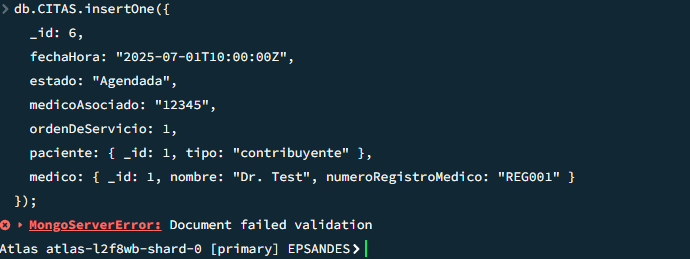 > db.CITAS.insertOne({
_id: 6,
fechaHora: "2025-07-01T10:00:00Z",
estado: "Agendada",
medicoAsociado: "12345",
ordenDeServicio: 1,
paciente: { _id: 1, tipo: "contribuyente" },
medico: { _id: 1, nombre: "Dr. Test", numeroRegistroMedico: "REG001" }
});
MongoServerError: Document failed validation
Atlas atlas-l2f8wb-shard-0 [primary] EPSANDES>